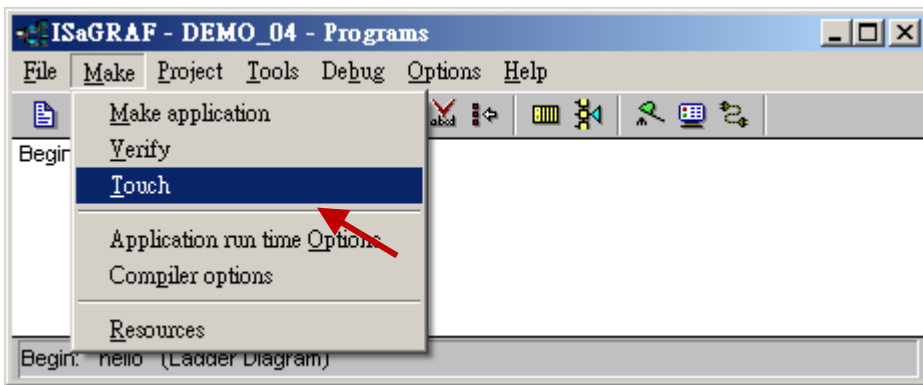 ISaGRAF - DEMO_04 - Programs
File Make Project Tools Debug Options Help
Make application
Verify
Touch
Application run time Options
Compiler options
Resources
Begin: hello (Ladder Diagram)